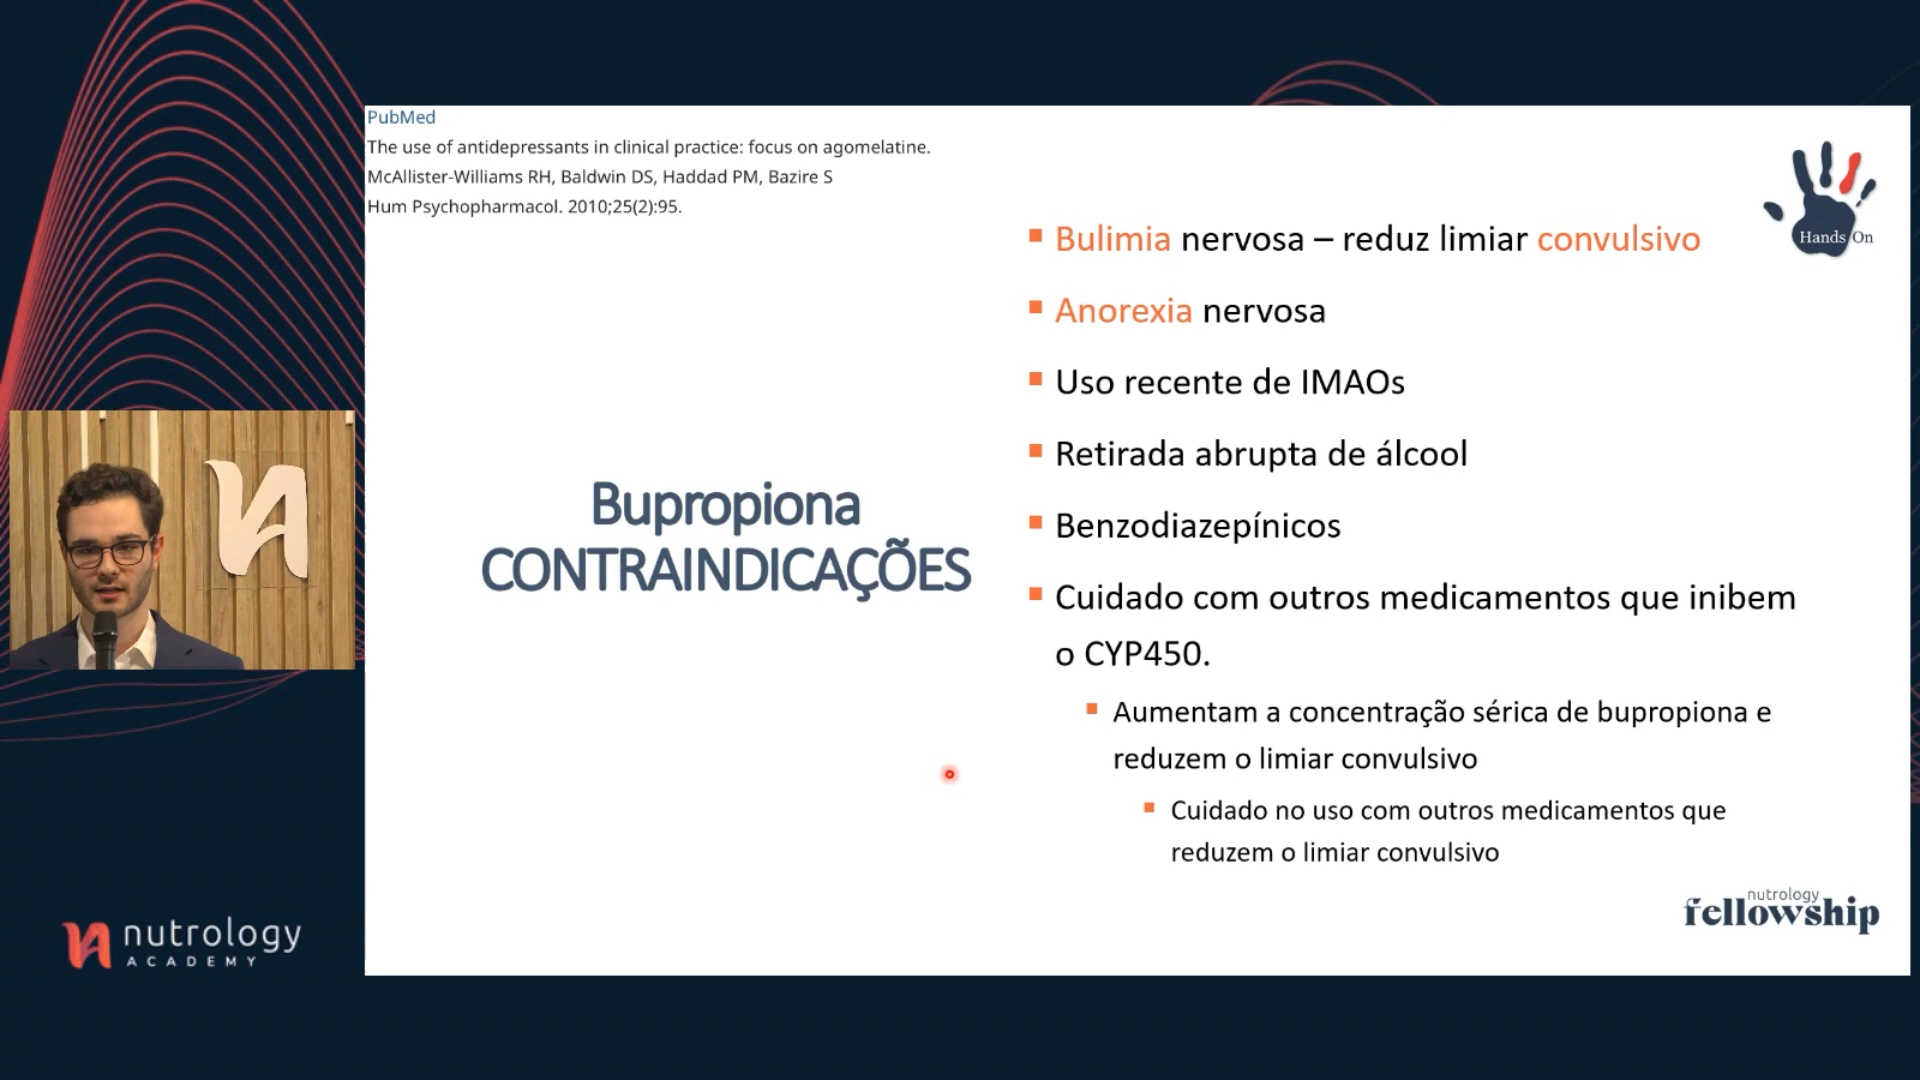 PubMed
The use of antidepressants in clinical practice: focus on agomelatine.
McAllister-Williams RH, Baldwin DS, Haddad PM, Bazire S
Hum Psychopharmacol. 2010;25(2):95.
Hands On
Bupropiona
CONTRAINDICAÇÕES
Bulimia nervosa – reduz limiar convulsivo
Anorexia nervosa
Uso recente de IMAOs
Retirada abrupta de álcool
Benzodiazepínicos
Cuidado com outros medicamentos que inibem
o CYP450.
Aumentam a concentração sérica de bupropiona e
reduzem o limiar convulsivo
Cuidado no uso com outros medicamentos que
reduzem o limiar convulsivo
nutrology
fellowship
nutrology
ACADEMY